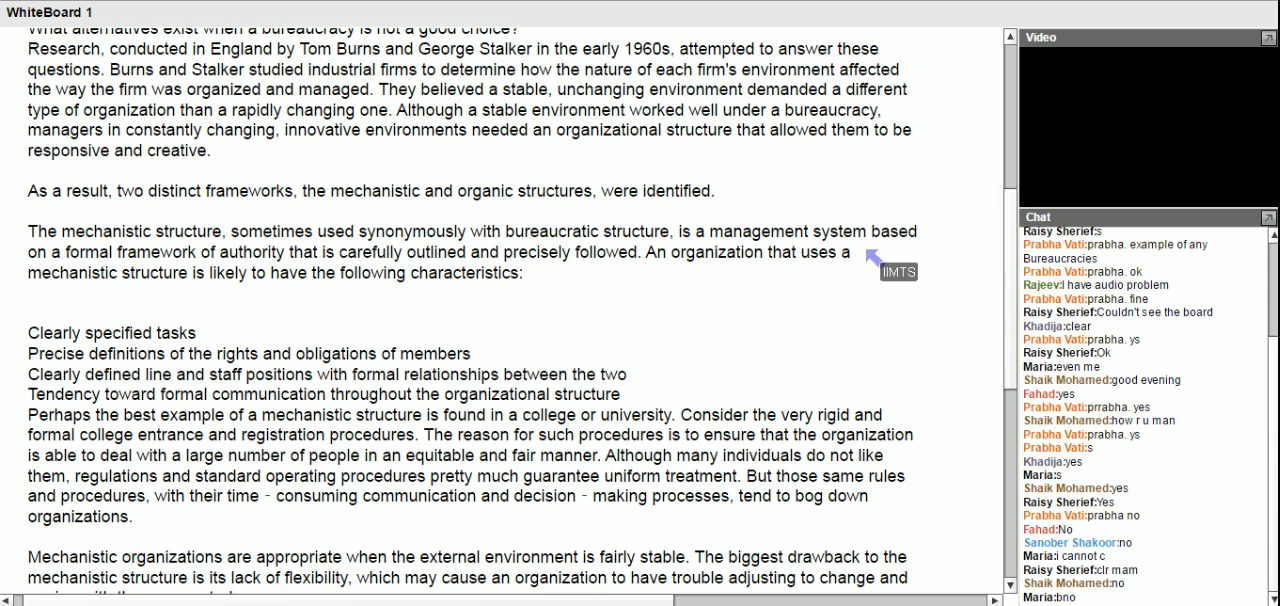 WhiteBoard 1
What alternatives exist when a bureaucracy is not a good choice?
Research, conducted in England by Tom Burns and George Stalker in the early 1960s, attempted to answer these
questions. Burns and Stalker studied industrial firms to determine how the nature of each firm's environment affected
the way the firm was organized and managed. They believed a stable, unchanging environment demanded a different
type of organization than a rapidly changing one. Although a stable environment worked well under a bureaucracy,
managers in constantly changing, innovative environments needed an organizational structure that allowed them to be
responsive and creative.
As a result, two distinct frameworks, the mechanistic and organic structures, were identified.
The mechanistic structure, sometimes used synonymously with bureaucratic structure, is a management system based
on a formal framework of authority that is carefully outlined and precisely followed. An organization that uses a
mechanistic structure is likely to have the following characteristics:
IIMTS
Clearly specified tasks
Precise definitions of the rights and obligations of members
Clearly defined line and staff positions with formal relationships between the two
Tendency toward formal communication throughout the organizational structure
Perhaps the best example of a mechanistic structure is found in a college or university. Consider the very rigid and
formal college entrance and registration procedures. The reason for such procedures is to ensure that the organization
is able to deal with a large number of people in an equitable and fair manner. Although many individuals do not like
them, regulations and standard operating procedures pretty much guarantee uniform treatment. But those same rules
and procedures, with their time - consuming communication and decision - making processes, tend to bog down
organizations.
Mechanistic organizations are appropriate when the external environment is fairly stable. The biggest drawback to the
mechanistic structure is its lack of flexibility, which may cause an organization to have trouble adjusting to change and
Video
Chat
Raisy Sherief:s
Prabha Vati:prabha. example of any
Bureaucracies
Prabha Vati:prabha. ok
Rajeev:I have audio problem
Prabha Vati:prabha. fine
Raisy Sherief:Couldn't see the board
Khadija:clear
Prabha Vati:prabha. ys
Raisy Sherief:Ok
Maria:even me
Shaik Mohamed:good evening
Fahad:yes
Prabha Vati:prrabha. yes
Shaik Mohamed:how r u man
Prabha Vati:prabha. ys
Prabha Vati:s
Khadija:yes
Maria:s
Shaik Mohamed:yes
Raisy Sherief:Yes
Prabha Vati:prabha no
Fahad:No
Sanober Shakoor:no
Maria:i cannot c
Raisy Sherief:clr mam
Shaik Mohamed:no
Maria:bno